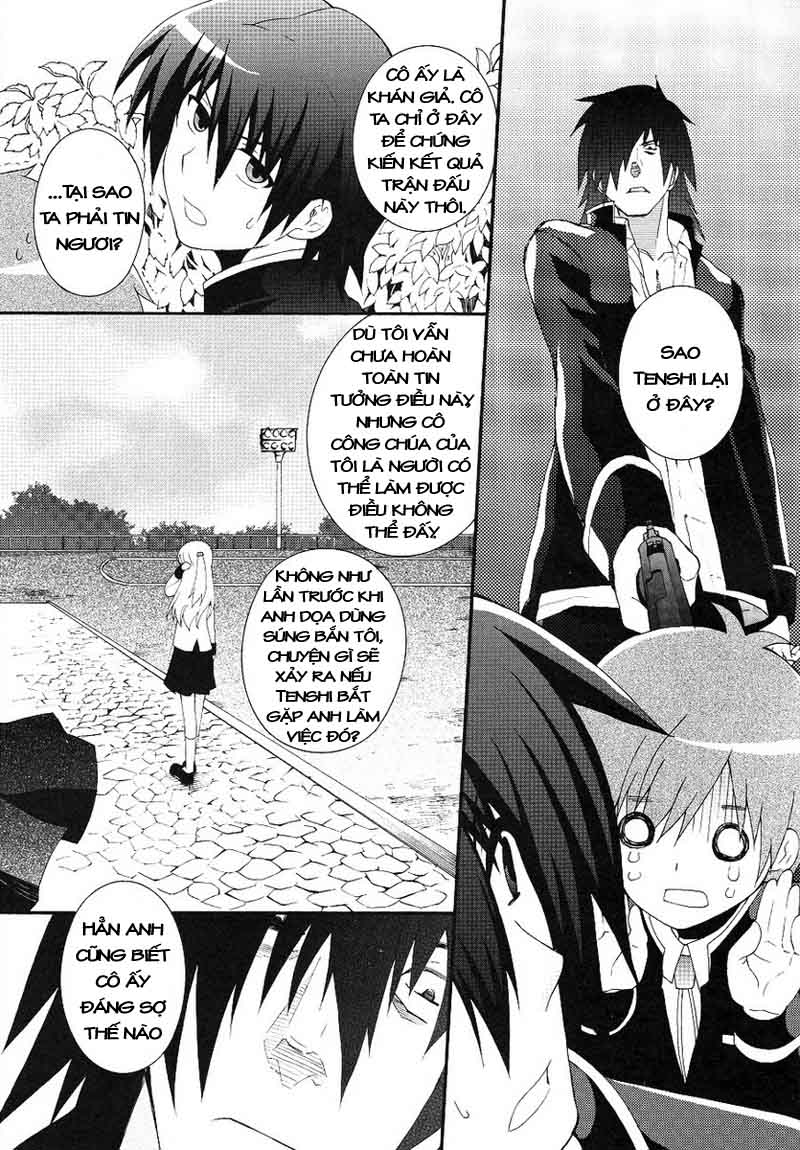 SAO
TENSHI LẠI
Ở ĐÂY?
CÔ ẤY LÀ
KHÁN GIẢ. CÔ
TA CHỈ Ở ĐÂY
ĐỂ CHỨNG
KIẾN KẾT QUẢ
TRẬN ĐẤU
NÀY THÔI.
...TẠI SAO
TA PHẢI TIN
NGƯƠI?
DÙ TÔI VẪN
CHƯA HOÀN
TOÀN TIN
TƯỞNG ĐIỀU NÀY,
NHƯNG CÔ
CÔNG CHÚA CỦA
TÔI LÀ NGƯỜI CÓ
THỂ LÀM ĐƯỢC
ĐIỀU KHÔNG
THỂ ĐẤY.
KHÔNG NHƯ
LẦN TRƯỚC KHI
ANH DỌA DÙNG
SÚNG BẮN TÔI,
CHUYỆN GÌ SẼ
XẢY RA NẾU
TENSHI BẮT
GẶP ANH LÀM
VIỆC ĐÓ?
HẲN ANH
CŨNG BIẾT
CÔ ẤY
ĐÁNG SỢ
THẾ NÀO